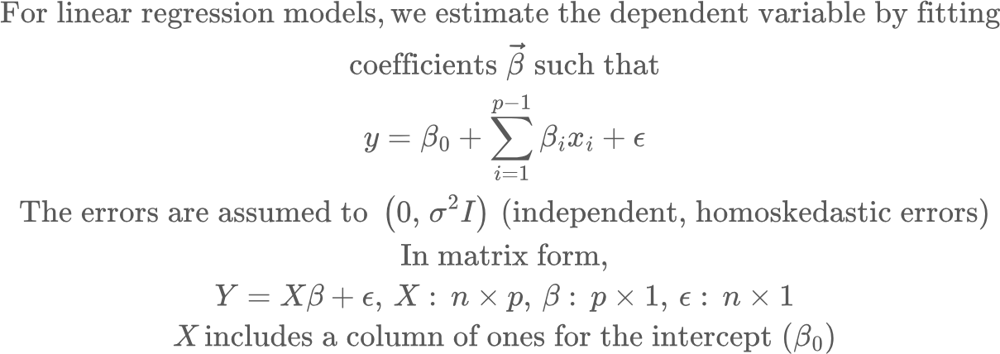 For linear regression models, we estimate the dependent variable by fitting
coefficients $\vec{\beta}$ such that
$y = \beta_0 + \sum_{i=1}^{p-1} \beta_i x_i + \epsilon$
The errors are assumed to $(0, \sigma^2 I)$ (independent, homoskedastic errors)
In matrix form,
$Y = X\beta + \epsilon, X : n \times p, \beta : p \times 1, \epsilon : n \times 1$
$X$ includes a column of ones for the intercept $(\beta_0)$